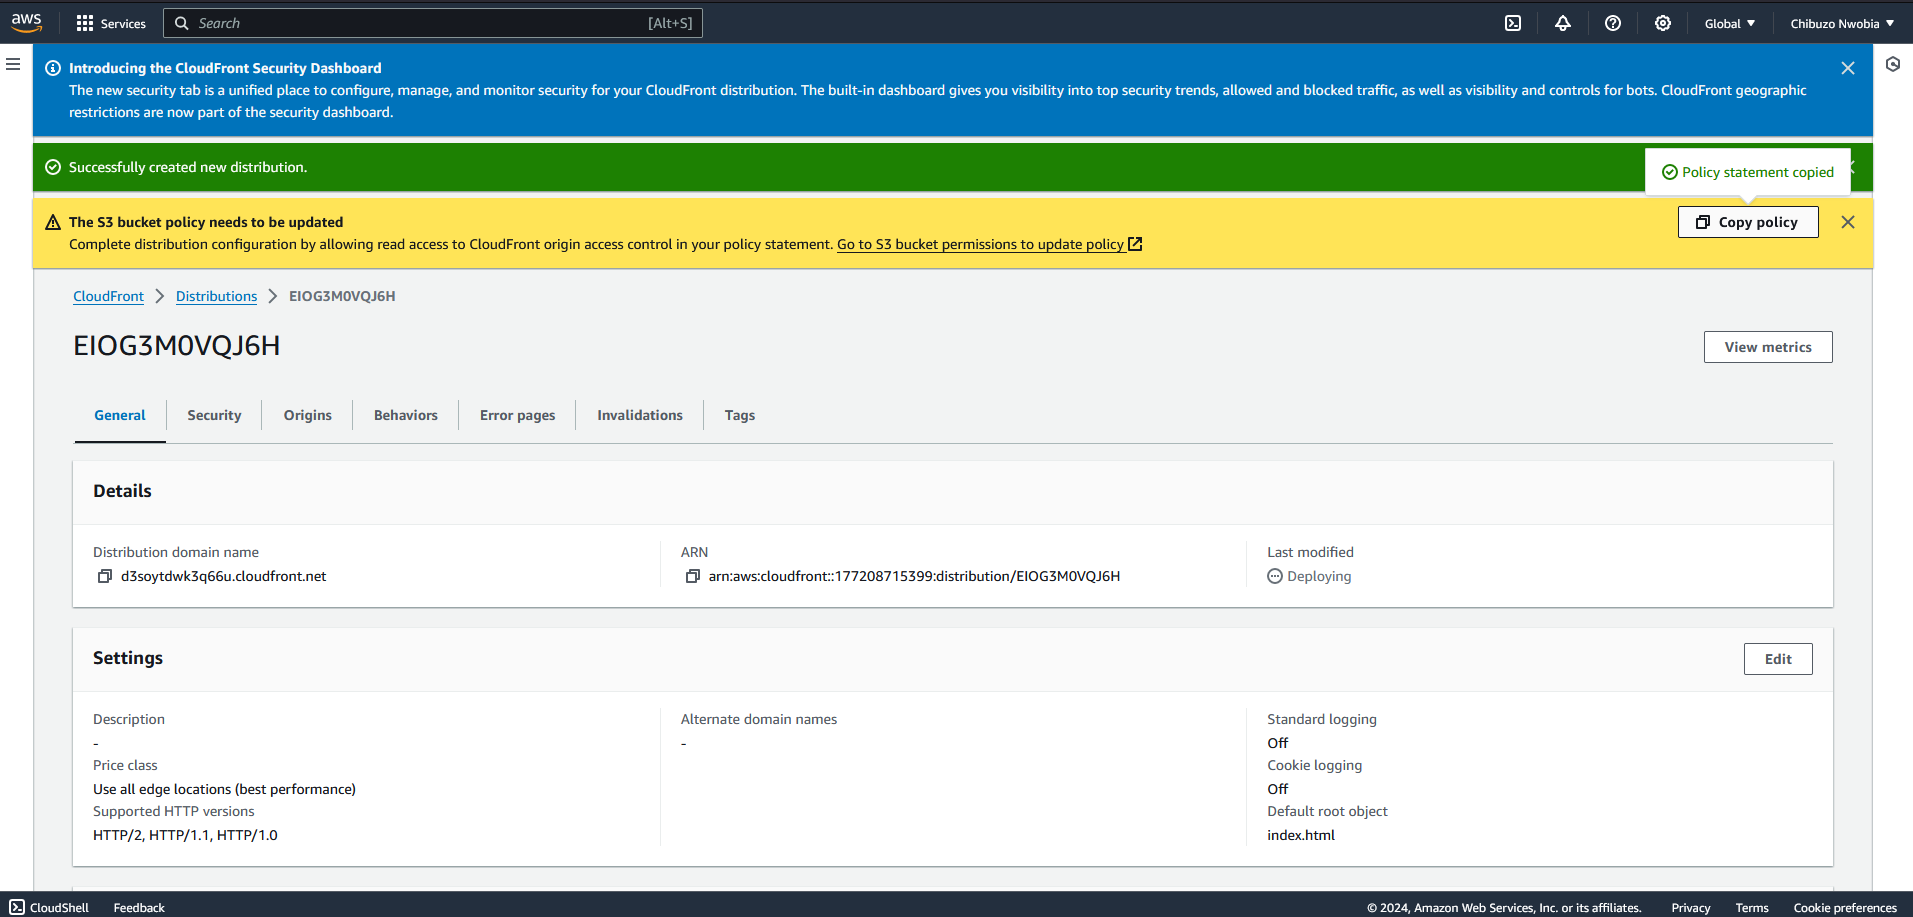 aws
Services
Search
[Alt+S]
Global
Chibuzo Nwobia
Introducing the CloudFront Security Dashboard
The new security tab is a unified place to configure, manage, and monitor security for your CloudFront distribution. The built-in dashboard gives you visibility into top security trends, allowed and blocked traffic, as well as visibility and controls for bots. CloudFront geographic
restrictions are now part of the security dashboard.
Successfully created new distribution.
Policy statement copied
The S3 bucket policy needs to be updated
Complete distribution configuration by allowing read access to CloudFront origin access control in your policy statement. Go to S3 bucket permissions to update policy
Copy policy
CloudFront
Distributions
EIOG3M0VQJ6H
EIOG3M0VQJ6H
View metrics
General
Security
Origins
Behaviors
Error pages
Invalidations
Tags
Details
Distribution domain name
d3soytdwk3q66u.cloudfront.net
ARN
arn:aws:cloudfront::177208715399:distribution/EIOG3M0VQJ6H
Last modified
Deploying
Settings
Edit
Description
-
Price class
Use all edge locations (best performance)
Supported HTTP versions
HTTP/2, HTTP/1.1, HTTP/1.0
Alternate domain names
-
Standard logging
Off
Cookie logging
Off
Default root object
index.html
CloudShell
Feedback
© 2024, Amazon Web Services, Inc. or its affiliates.
Privacy
Terms
Cookie preferences